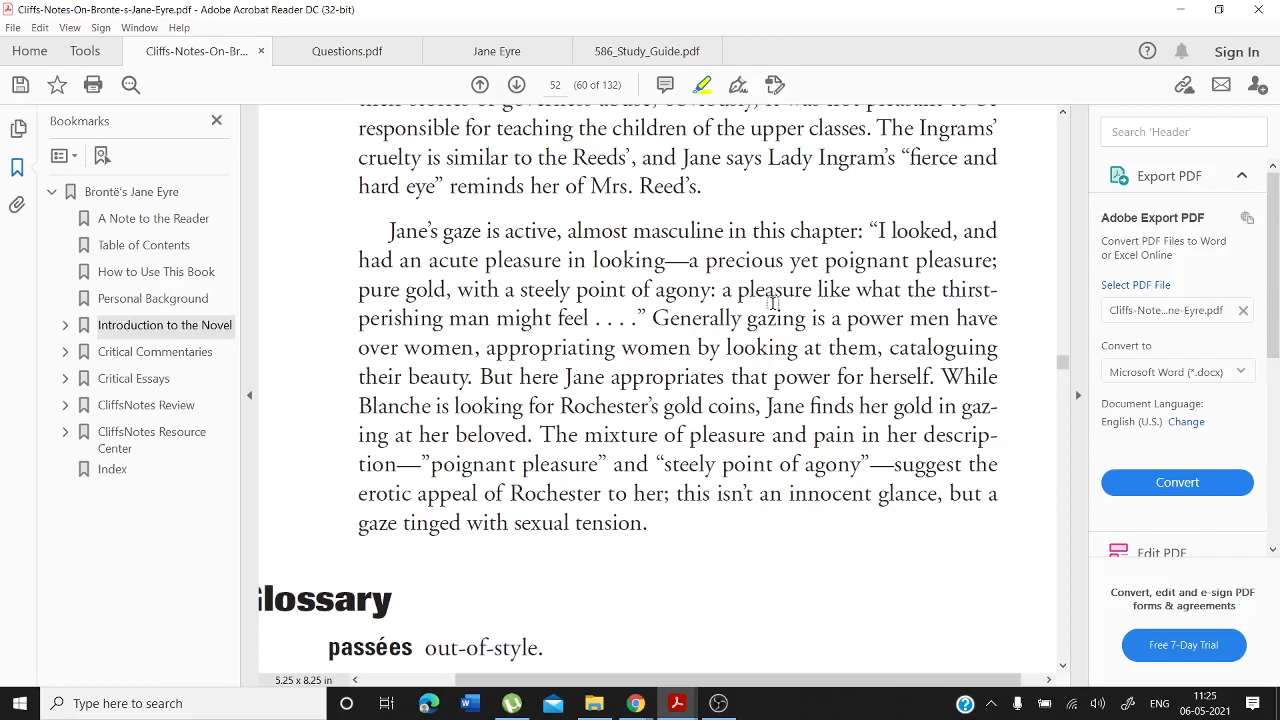 Cliffs-Notes-On-Bronte-s-Jane-Eyre.pdf - Adobe Acrobat Reader DC (32-bit)
File Edit View Sign Window Help
Home Tools Cliffs-Notes-On-Br... × Questions.pdf Jane Eyre 586_Study_Guide.pdf Sign In
52 (60 of 132)
Bookmarks
Brontë's Jane Eyre
A Note to the Reader
Table of Contents
How to Use This Book
Personal Background
Introduction to the Novel
Critical Commentaries
Critical Essays
CliffsNotes Review
CliffsNotes Resource
Center
Index
their stories of governess abuse; obviously, it was not pleasant to be
responsible for teaching the children of the upper classes. The Ingrams’
cruelty is similar to the Reeds’, and Jane says Lady Ingram’s “fierce and
hard eye” reminds her of Mrs. Reed’s.
Jane’s gaze is active, almost masculine in this chapter: “I looked, and
had an acute pleasure in looking—a precious yet poignant pleasure;
pure gold, with a steely point of agony: a pleasure like what the thirst-
perishing man might feel . . . .” Generally gazing is a power men have
over women, appropriating women by looking at them, cataloguing
their beauty. But here Jane appropriates that power for herself. While
Blanche is looking for Rochester’s gold coins, Jane finds her gold in gaz-
ing at her beloved. The mixture of pleasure and pain in her descrip-
tion—”poignant pleasure” and “steely point of agony”—suggest the
erotic appeal of Rochester to her; this isn’t an innocent glance, but a
gaze tinged with sexual tension.
Glossary
passées out-of-style.
5.25 x 8.25 in
Search 'Header'
Export PDF
Adobe Export PDF
Convert PDF Files to Word
or Excel Online
Select PDF File
Cliffs-Note...ne-Eyre.pdf
Convert to
Microsoft Word (*.docx)
Document Language:
English (U.S.) Change
Convert
Edit PDF
Convert, edit and e-sign PDF
forms & agreements
Free 7-Day Trial
Type here to search
ENG
11:25
06-05-2021